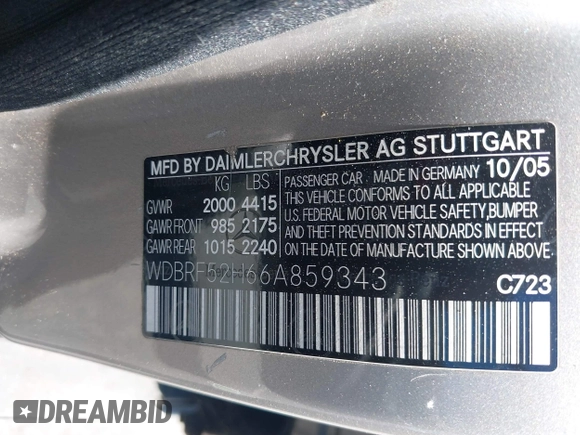 MFD BY DAIMLERCHRYSLER AG STUTTGART
KG LBS PASSENGER CAR MADE IN GERMANY 10/05
GVWR 2000 4415 THIS VEHICLE CONFORMS TO ALL APPLICABLE
GAWR FRONT 985 2175 U.S. FEDERAL MOTOR VEHICLE SAFETY, BUMPER
GAWR REAR 1015 2240 AND THEFT PREVENTION STANDARDS IN EFFECT
ON THE DATE OF MANUFACTURE SHOWN ABOVE.
WDBRF52H66A859343 C723
DREAMBID